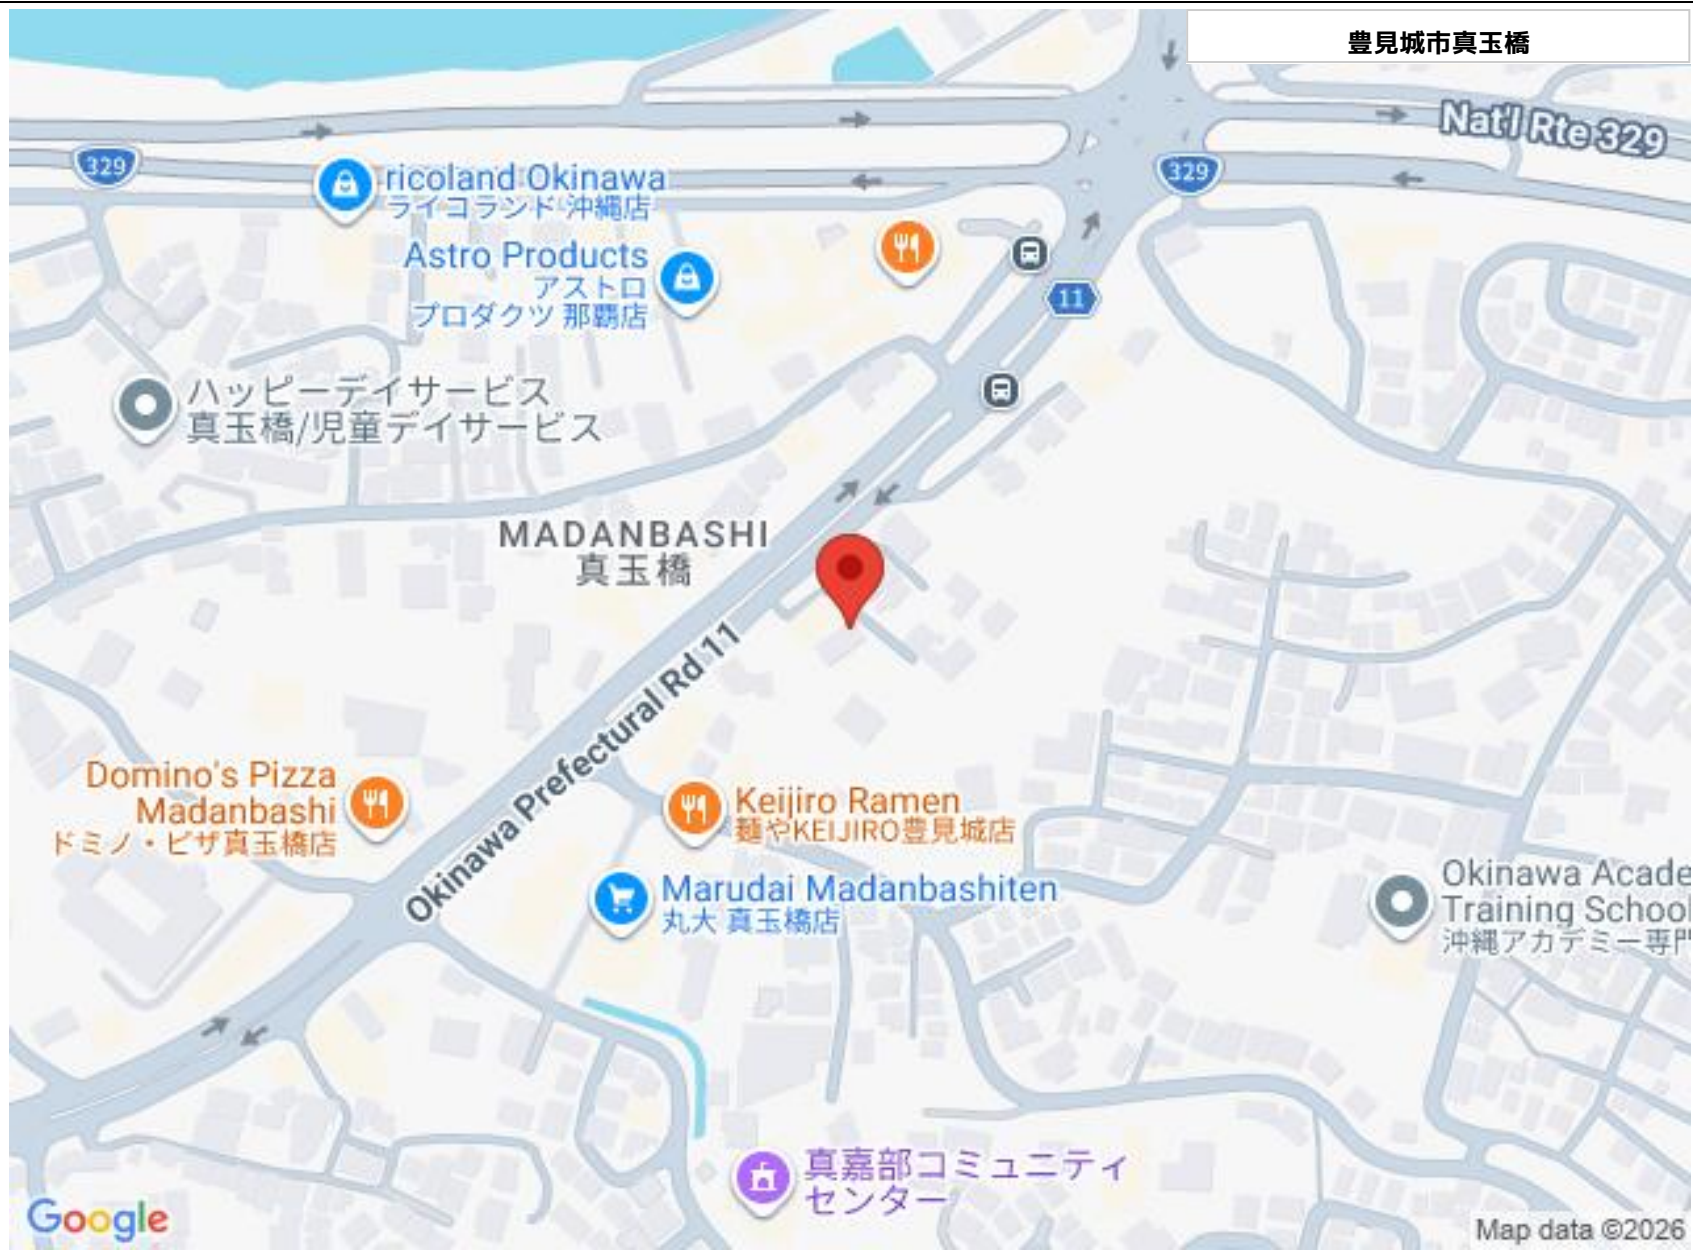 豊見城市真玉橋
Nat'l Rte 329
329
329
ricoland Okinawa
ライコランド 沖縄店
Astro Products
アストロ
プロダクツ 那覇店
11
ハッピーデイサービス
真玉橋/児童デイサービス
MADANBASHI
真玉橋
Okinawa Prefectural Rd 11
Domino's Pizza
Madanbashi
ドミノ・ピザ真玉橋店
Keijiro Ramen
麺やKEIJIRO豊見城店
Marudai Madanbashiten
丸大 真玉橋店
Okinawa Acade
Training School
沖縄アカデミー専門
真嘉部コミュニティ
センター
Google
Map data ©2026